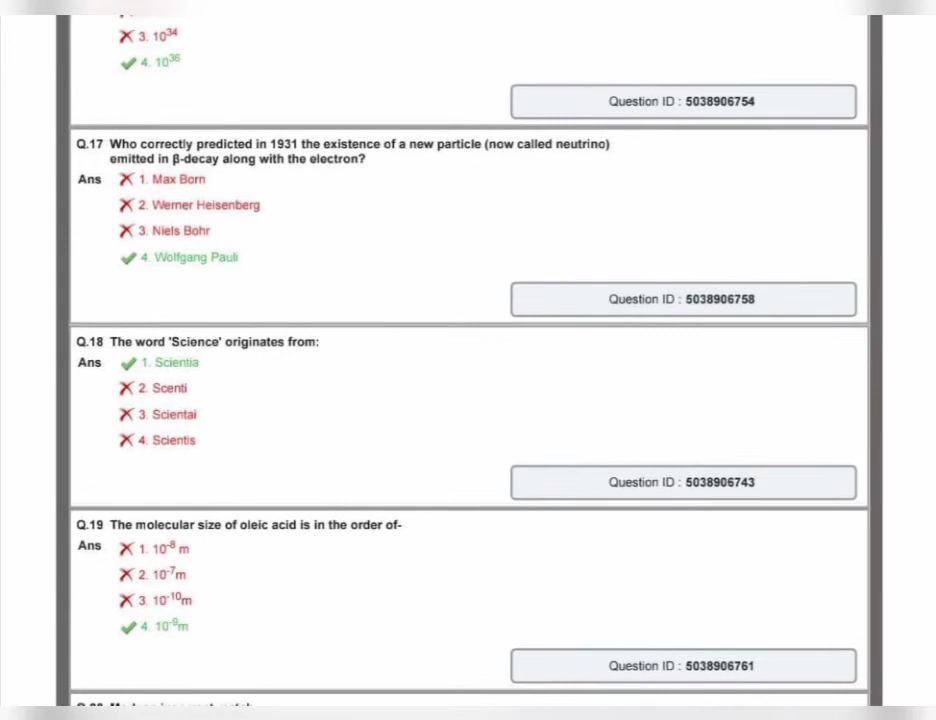 3. 10³⁴
4. 10³⁶
Question ID : 5038906754
Q.17 Who correctly predicted in 1931 the existence of a new particle (now called neutrino)
emitted in β-decay along with the electron?
Ans 1. Max Born
2. Werner Heisenberg
3. Niels Bohr
4. Wolfgang Pauli
Question ID : 5038906758
Q.18 The word 'Science' originates from:
Ans 1. Scientia
2. Scenti
3. Scientai
4. Scientis
Question ID : 5038906743
Q.19 The molecular size of oleic acid is in the order of-
Ans 1. 10⁻⁸ m
2. 10⁻⁷m
3. 10⁻¹⁰m
4. 10⁻⁹m
Question ID : 5038906761